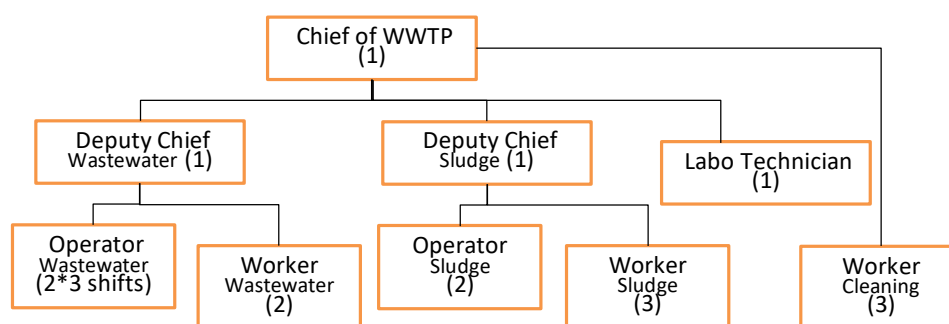 Chief of WWTP
(1)
Deputy Chief
Wastewater (1)
Deputy Chief
Sludge (1)
Labo Technician
(1)
Operator
Wastewater
(2*3 shifts)
Worker
Wastewater
(2)
Operator
Sludge
(2)
Worker
Sludge
(3)
Worker
Cleaning
(3)